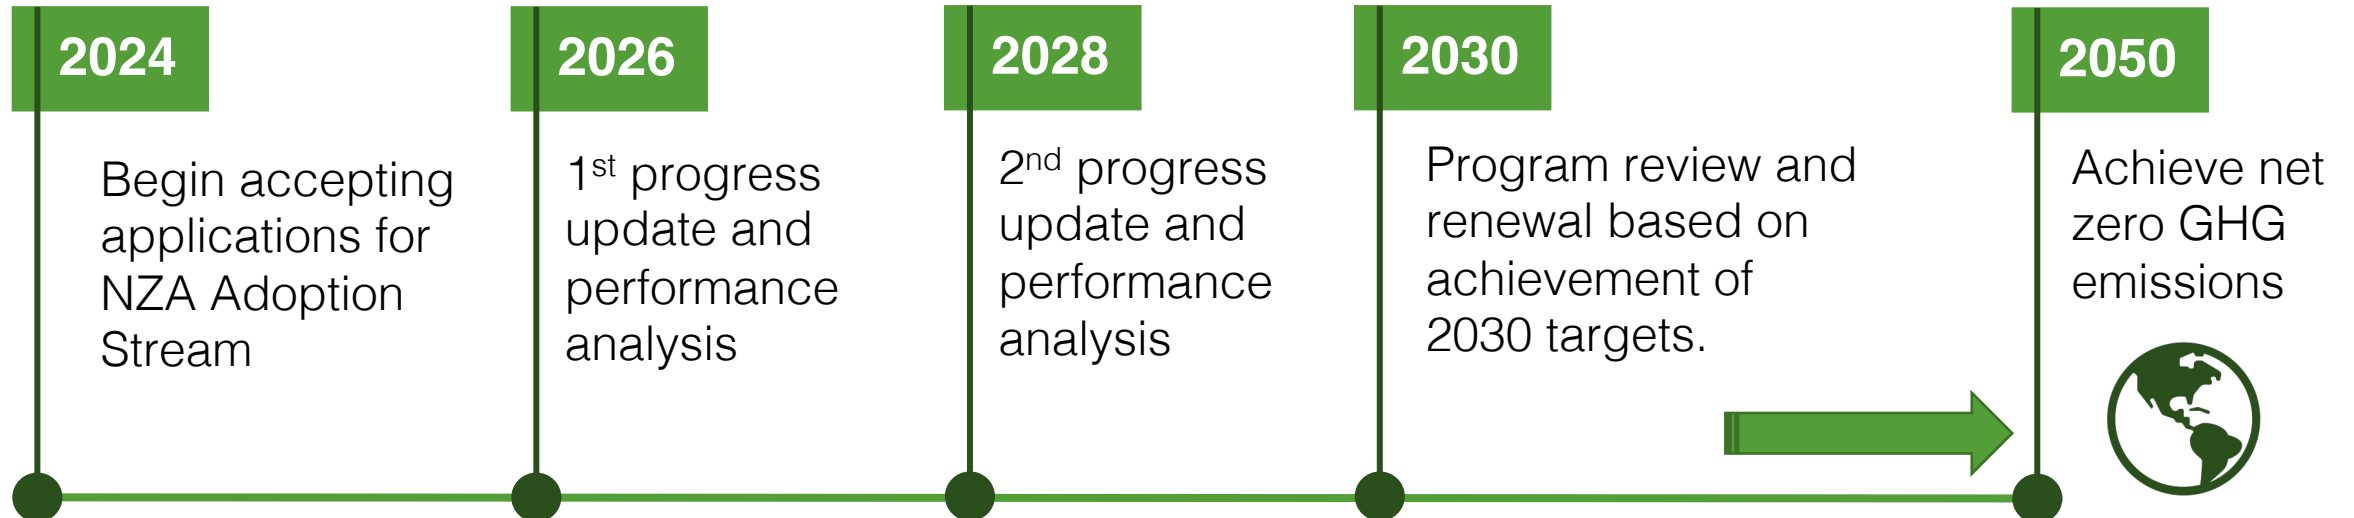 2024
Begin accepting
applications for
NZA Adoption
Stream
2026
1st progress
update and
performance
analysis
2028
2nd progress
update and
performance
analysis
2030
Program review and
renewal based on
achievement of
2030 targets.
2050
Achieve net
zero GHG
emissions